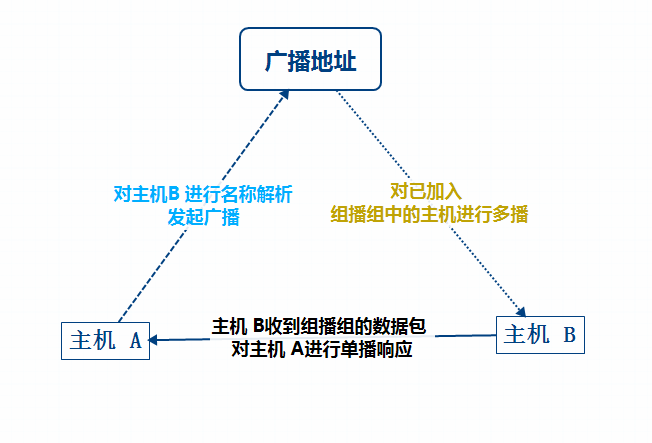 广播地址
对主机B 进行名称解析
发起广播
对已加入
组播组中的主机进行多播
主机 B收到组播组的数据包
对主机 A进行单播响应
主机 A
主机 B